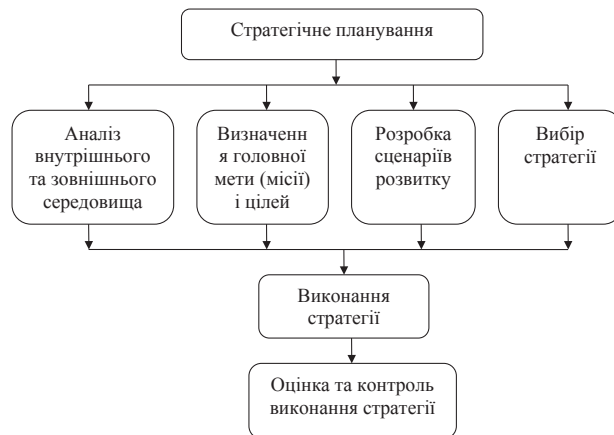 Стратегічне планування
Аналіз
внутрішнього
та зовнішнього
середовища
Визначенн
я головної
мети (місії)
і цілей
Розробка
сценаріїв
розвитку
Вибір
стратегії
Виконання
стратегії
Оцінка та контроль
виконання стратегії